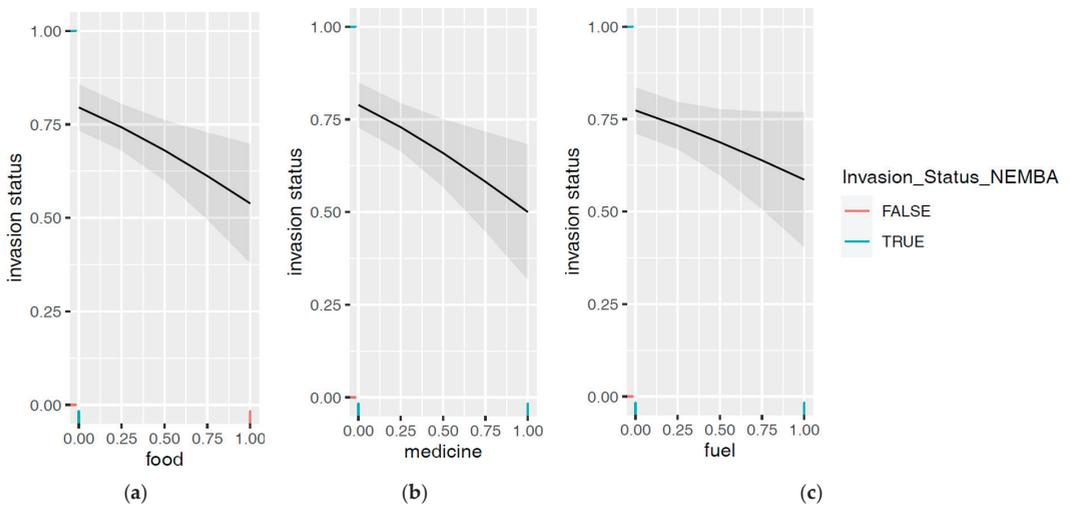 1.00
0.75
0.50
0.25
0.00
invasion status
0.00 0.25 0.50 0.75 1.00
food
(a)
1.00
0.75
0.50
0.25
0.00
invasion status
0.00 0.25 0.50 0.75 1.00
medicine
(b)
1.00
0.75
0.50
0.25
0.00
invasion status
0.00 0.25 0.50 0.75 1.00
fuel
(c)
Invasion_Status_NEMBA
FALSE
TRUE